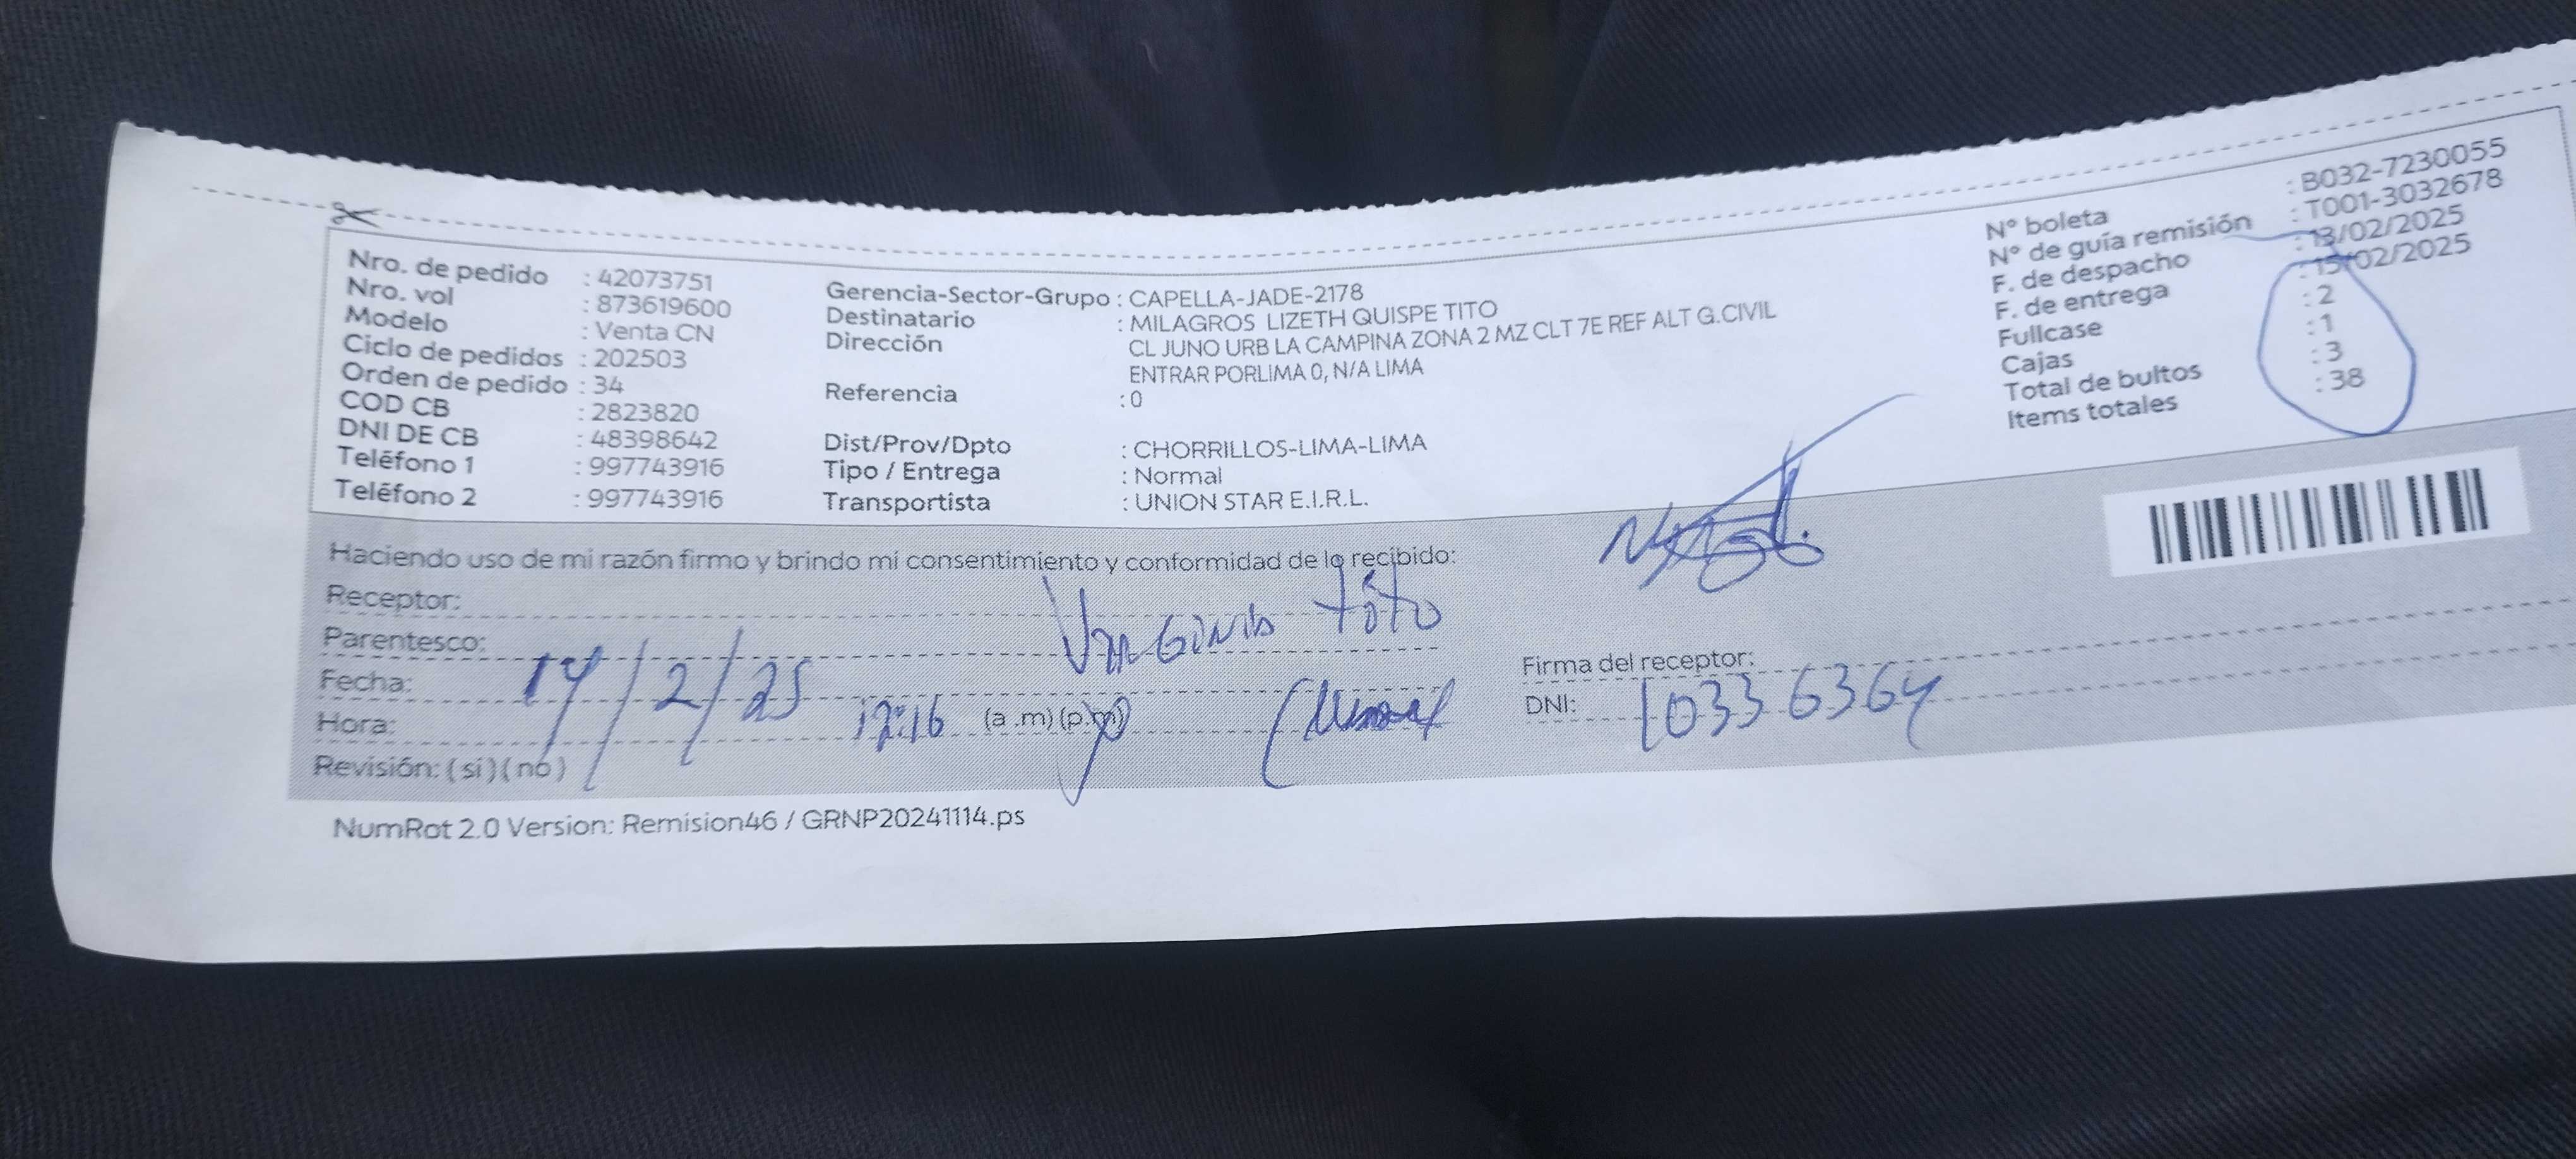 Nro. de pedido : 42073751
Nro. vol : 873619600
Modelo : Venta CN
Ciclo de pedidos : 202503
Orden de pedido : 34
COD CB : 2823820
DNI DE CB : 48398642
Teléfono 1 : 997743916
Teléfono 2 : 997743916
Gerencia-Sector-Grupo : CAPELLA-JADE-2178
Destinatario : MILAGROS LIZETH QUISPE TITO
Dirección CL JUNO URB LA CAMPINA ZONA 2 MZ CLT 7E REF ALT G.CIVIL
ENTRAR PORLIMA 0, N/A LIMA
Referencia : 0
Dist/Prov/Dpto : CHORRILLOS-LIMA-LIMA
Tipo / Entrega : Normal
Transportista : UNION STAR E.I.R.L.
N° boleta : B032-7230055
N° de guía remisión : T001-3032678
F. de despacho : 13/02/2025
F. de entrega : 15/02/2025
Fullcase : 2
Cajas : 1
Total de bultos : 3
Items totales : 38
Haciendo uso de mi razón firmo y brindo mi consentimiento y conformidad de lo recibido:
Receptor: Virginia Tito
Parentesco:
Fecha: 14/2/25
Hora: 12:16 (a.m) (p.m)
Revisión: (si) (no)
Firma del receptor:
DNI: 10336364
NumRot 2.0 Version: Remision46 / GRNP20241114.ps